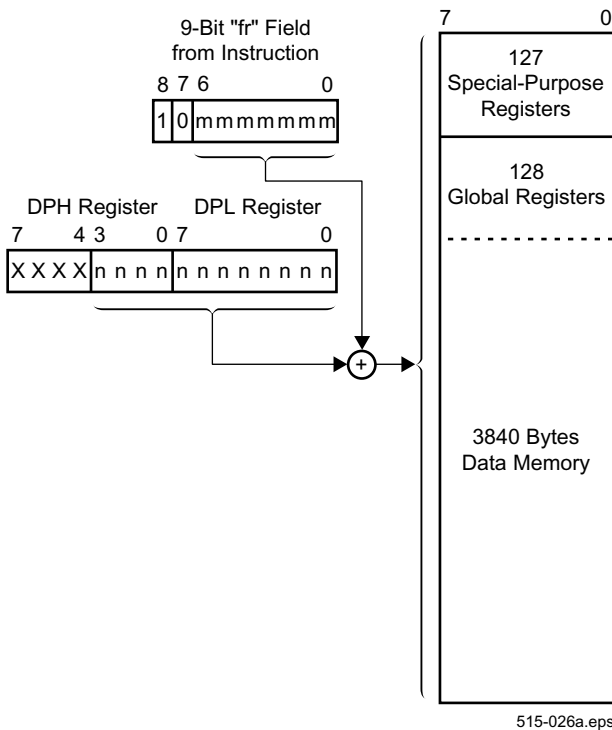 9-Bit "fr" Field
from Instruction
8 7 6 0
1 0 m m m m m m m
DPH Register DPL Register
7 4 3 0 7 0
X X X X n n n n n n n n n n n n
+
7 0
127
Special-Purpose
Registers
128
Global Registers
3840 Bytes
Data Memory
515-026a.eps